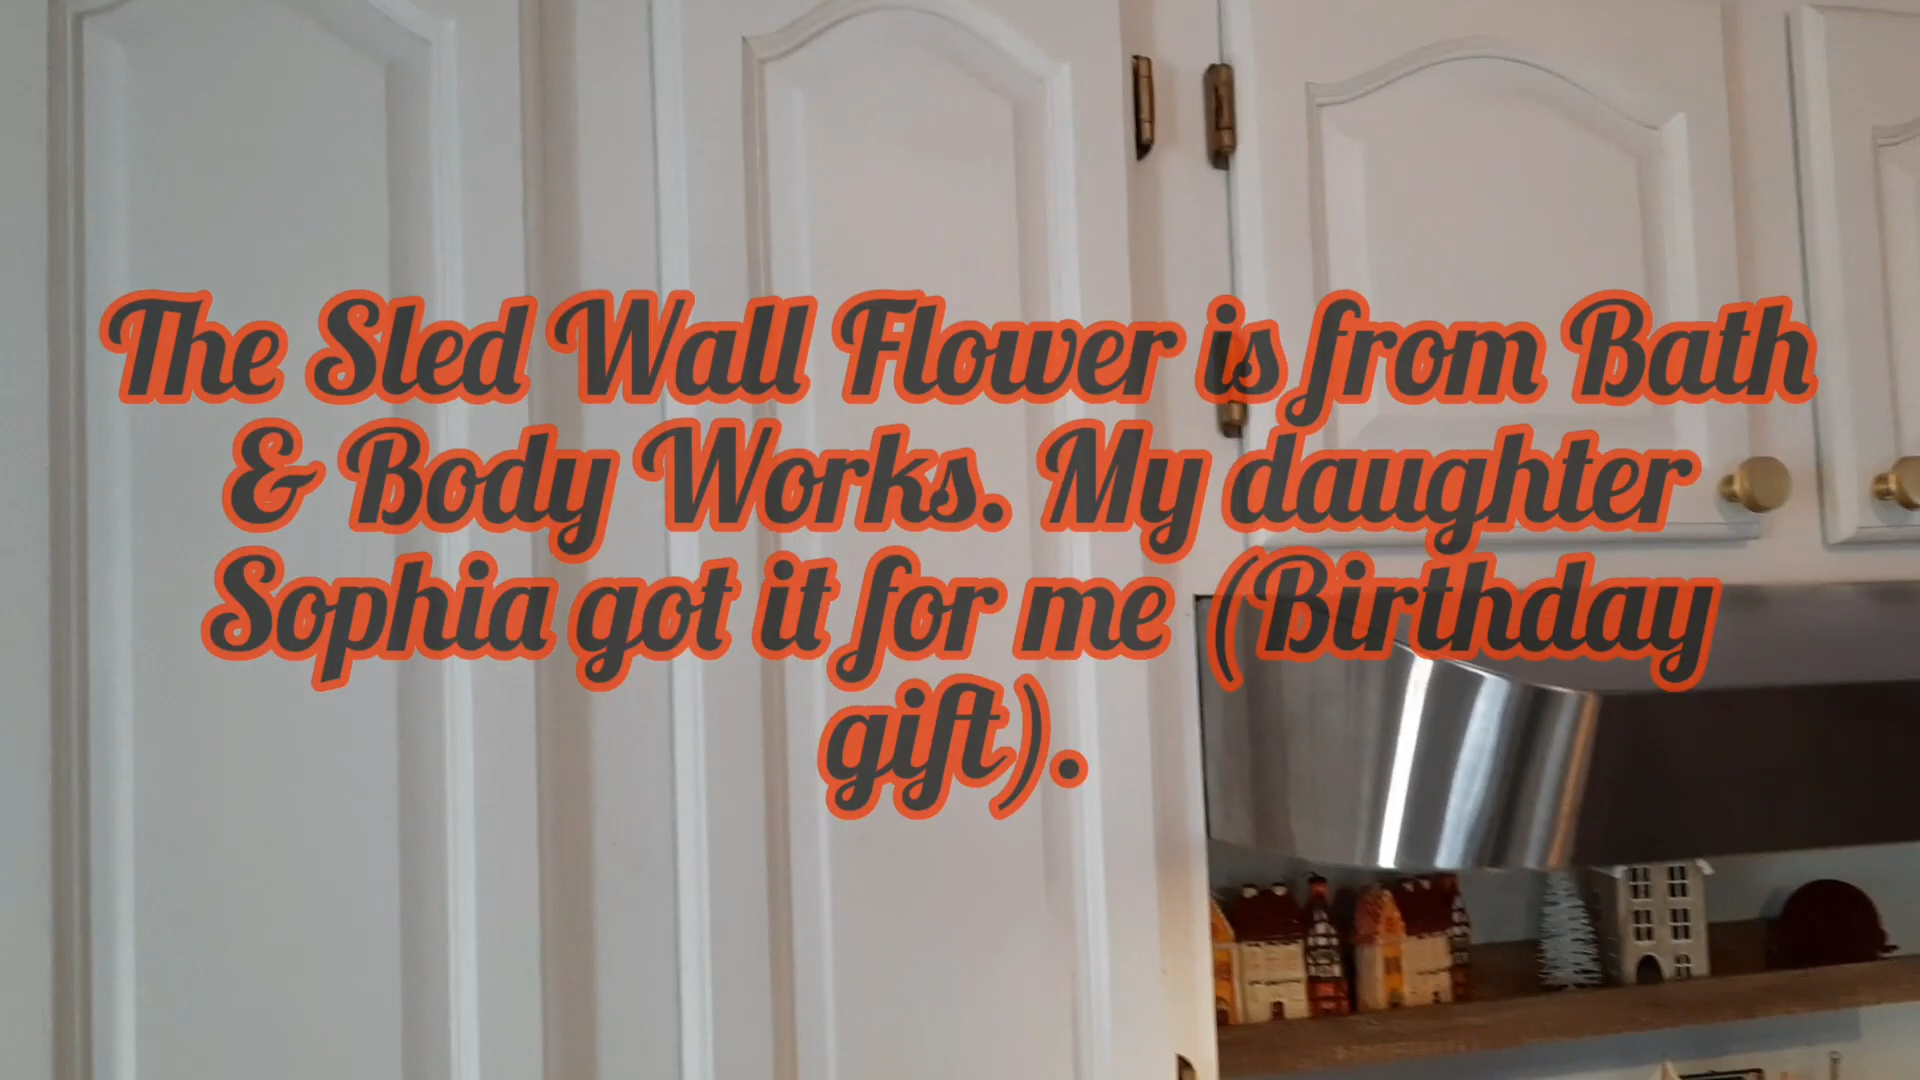 The Sled Wall Flower is from Bath
& Body Works. My daughter
Sophia got it for me (Birthday
gift).